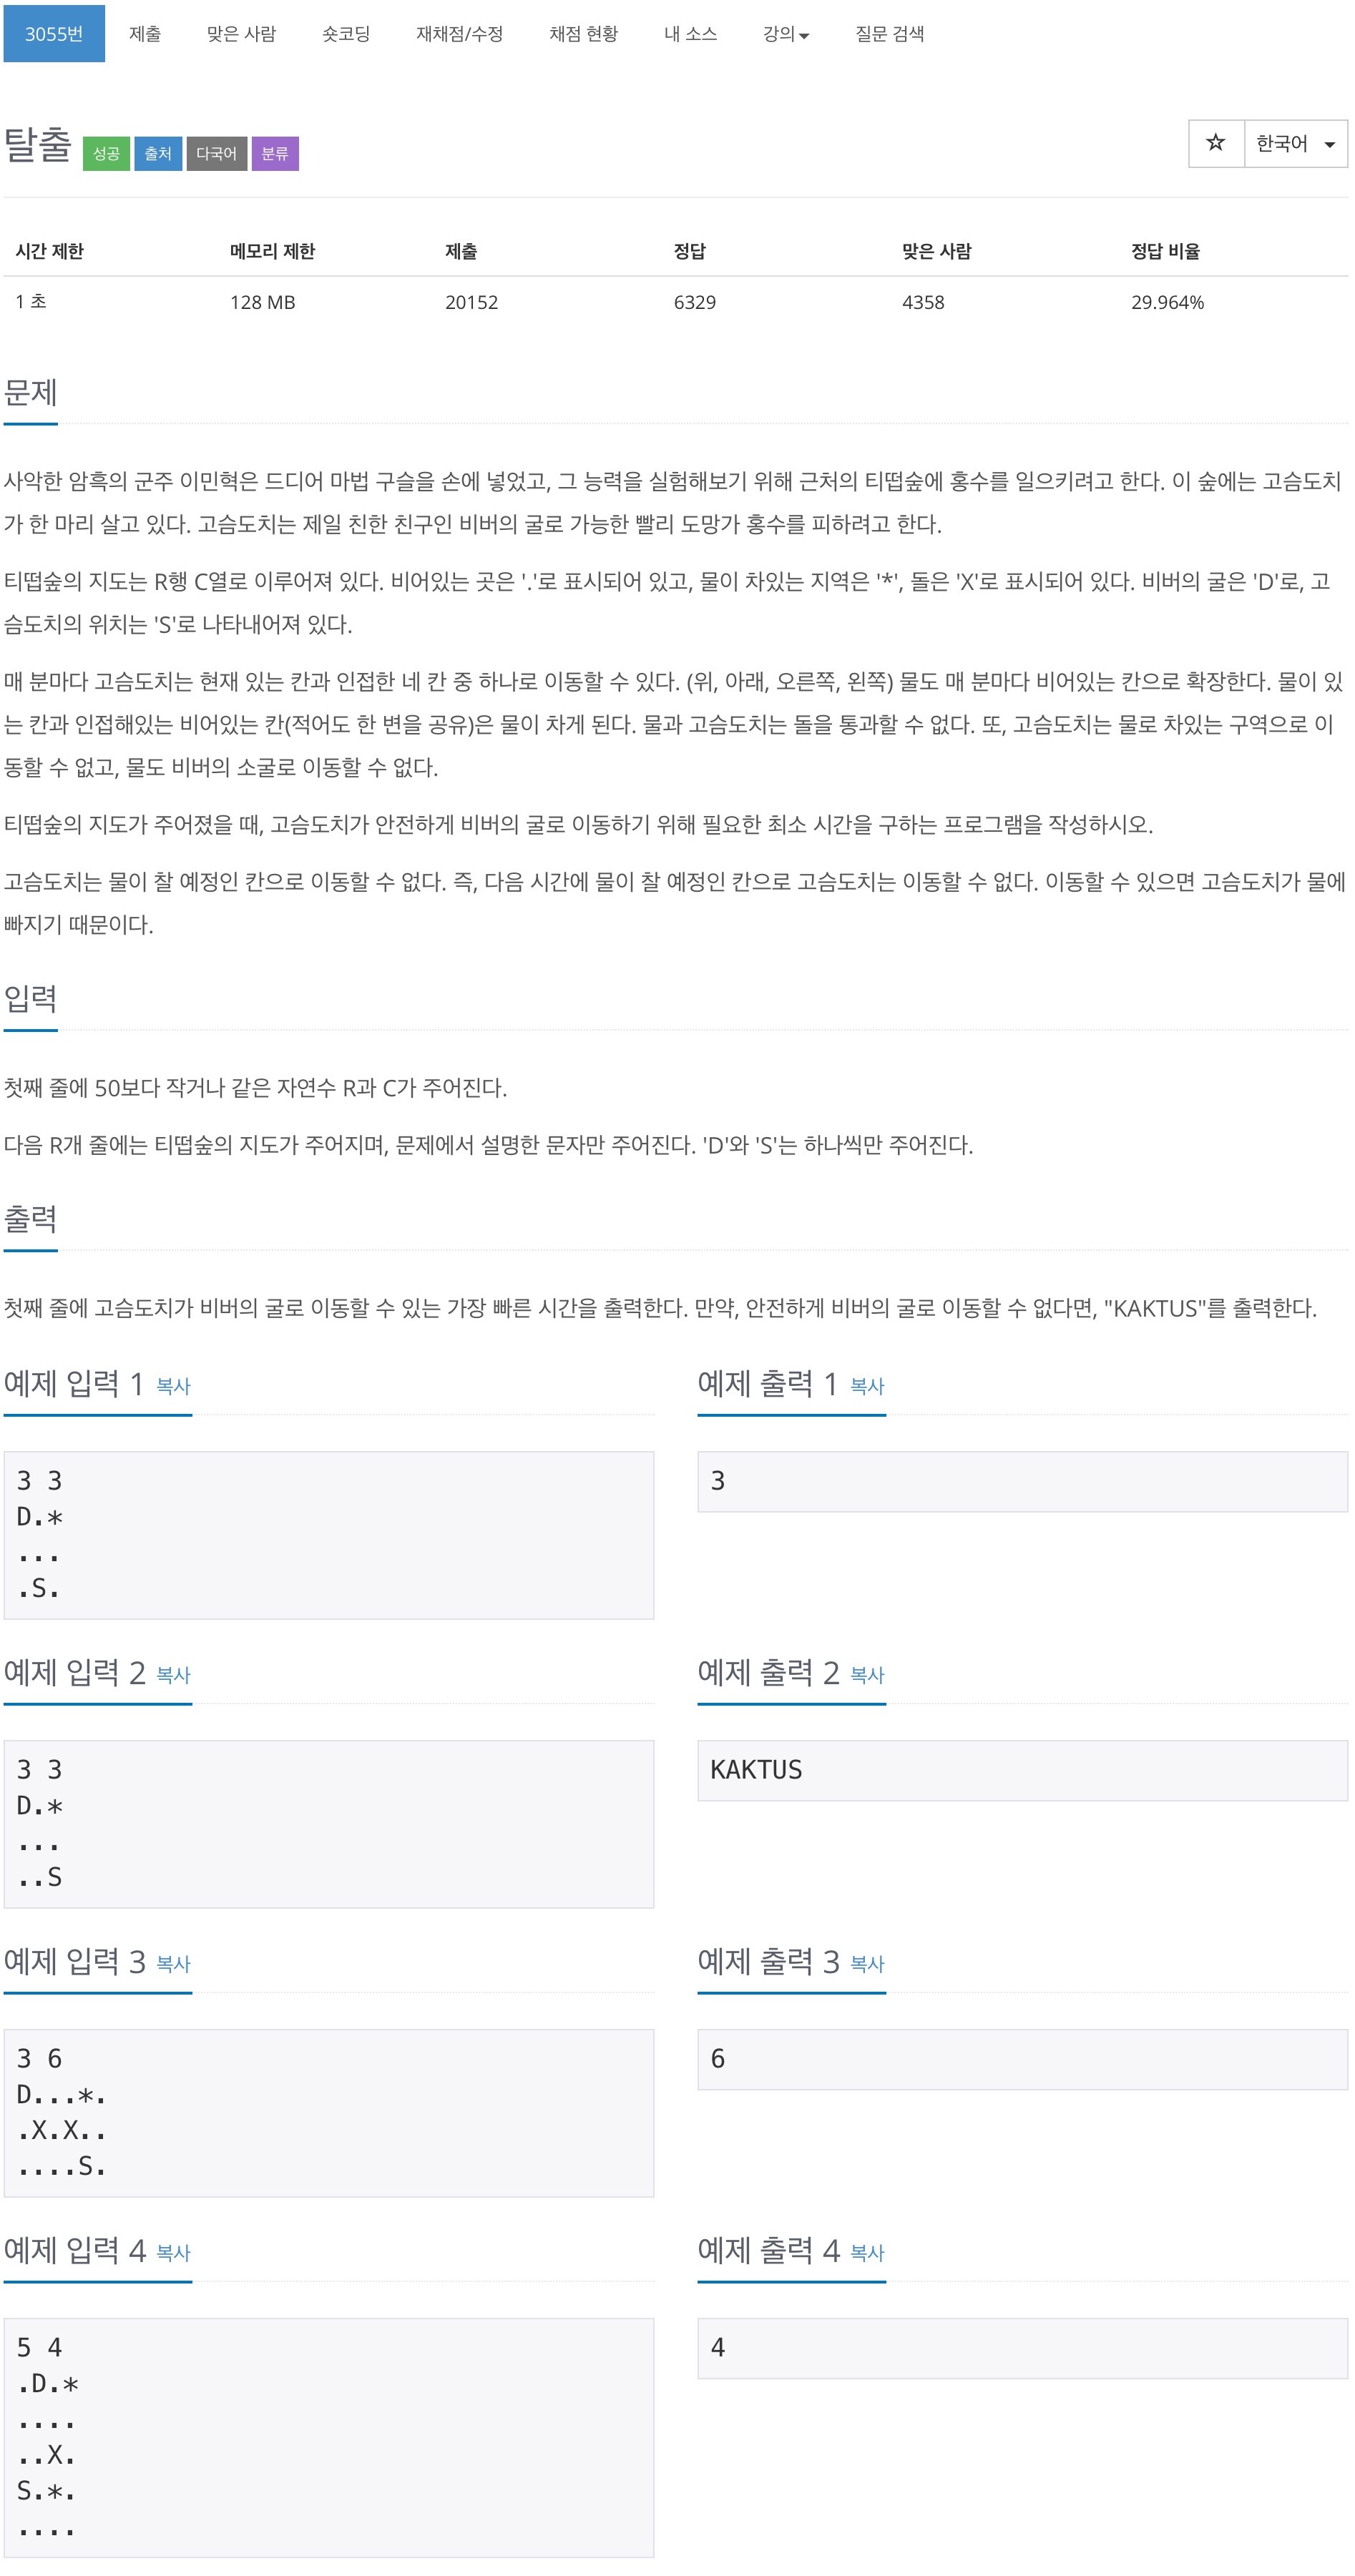 3055번 제출 맞은 사람 숏코딩 재채점/수정 채점 현황 내 소스 강의 질문 검색
탈출 성공 출처 다국어 분류 ☆ 한국어
시간 제한 메모리 제한 제출 정답 맞은 사람 정답 비율
1 초 128 MB 20152 6329 4358 29.964%
문제
사악한 암흑의 군주 이민혁은 드디어 마법 구슬을 손에 넣었고, 그 능력을 실험해보기 위해 근처의 티떱숲에 홍수를 일으키려고 한다. 이 숲에는 고슴도치
가 한 마리 살고 있다. 고슴도치는 제일 친한 친구인 비버의 굴로 가능한 빨리 도망가 홍수를 피하려고 한다.
티떱숲의 지도는 R행 C열로 이루어져 있다. 비어있는 곳은 '.'로 표시되어 있고, 물이 차있는 지역은 '*', 돌은 'X'로 표시되어 있다. 비버의 굴은 'D'로, 고
슴도치의 위치는 'S'로 나타내어져 있다.
매 분마다 고슴도치는 현재 있는 칸과 인접한 네 칸 중 하나로 이동할 수 있다. (위, 아래, 오른쪽, 왼쪽) 물도 매 분마다 비어있는 칸으로 확장한다. 물이 있
는 칸과 인접해있는 비어있는 칸(적어도 한 변을 공유)은 물이 차게 된다. 물과 고슴도치는 돌을 통과할 수 없다. 또, 고슴도치는 물로 차있는 구역으로 이
동할 수 없고, 물도 비버의 소굴로 이동할 수 없다.
티떱숲의 지도가 주어졌을 때, 고슴도치가 안전하게 비버의 굴로 이동하기 위해 필요한 최소 시간을 구하는 프로그램을 작성하시오.
고슴도치는 물이 찰 예정인 칸으로 이동할 수 없다. 즉, 다음 시간에 물이 찰 예정인 칸으로 고슴도치는 이동할 수 없다. 이동할 수 있으면 고슴도치가 물에
빠지기 때문이다.
입력
첫째 줄에 50보다 작거나 같은 자연수 R과 C가 주어진다.
다음 R개 줄에는 티떱숲의 지도가 주어지며, 문제에서 설명한 문자만 주어진다. 'D'와 'S'는 하나씩만 주어진다.
출력
첫째 줄에 고슴도치가 비버의 굴로 이동할 수 있는 가장 빠른 시간을 출력한다. 만약, 안전하게 비버의 굴로 이동할 수 없다면, "KAKTUS"를 출력한다.
예제 입력 1 복사
3 3
D.*
...
.S.
예제 출력 1 복사
3
예제 입력 2 복사
3 3
D.*
...
..S
예제 출력 2 복사
KAKTUS
예제 입력 3 복사
3 6
D...*.
.X.X..
....S.
예제 출력 3 복사
6
예제 입력 4 복사
5 4
.D.*
....
..X.
S.*.
....
예제 출력 4 복사
4